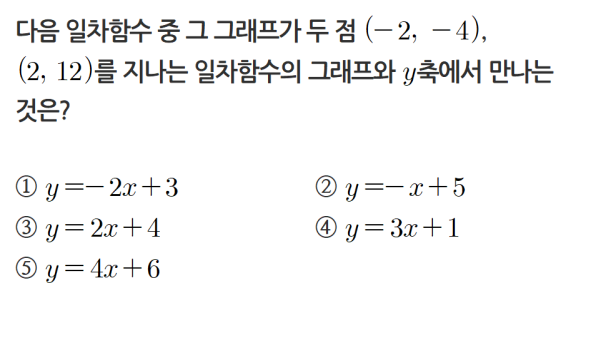 다음 일차함수 중 그 그래프가 두 점 (−2, −4),
(2, 12)를 지나는 일차함수의 그래프와 y축에서 만나는
것은?
① y=−2x+3 ② y=−x+5
③ y=2x+4 ④ y=3x+1
⑤ y=4x+6